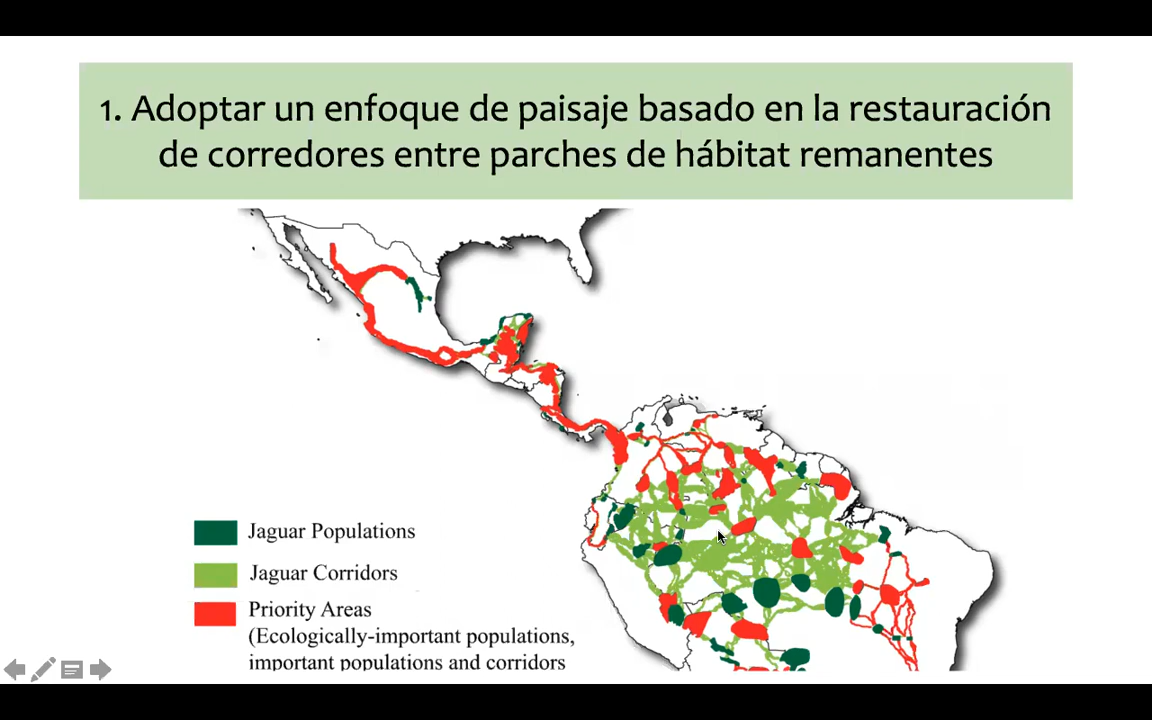 1. Adoptar un enfoque de paisaje basado en la restauración
de corredores entre parches de hábitat remanentes
Jaguar Populations
Jaguar Corridors
Priority Areas
(Ecologically-important populations,
important populations and corridors